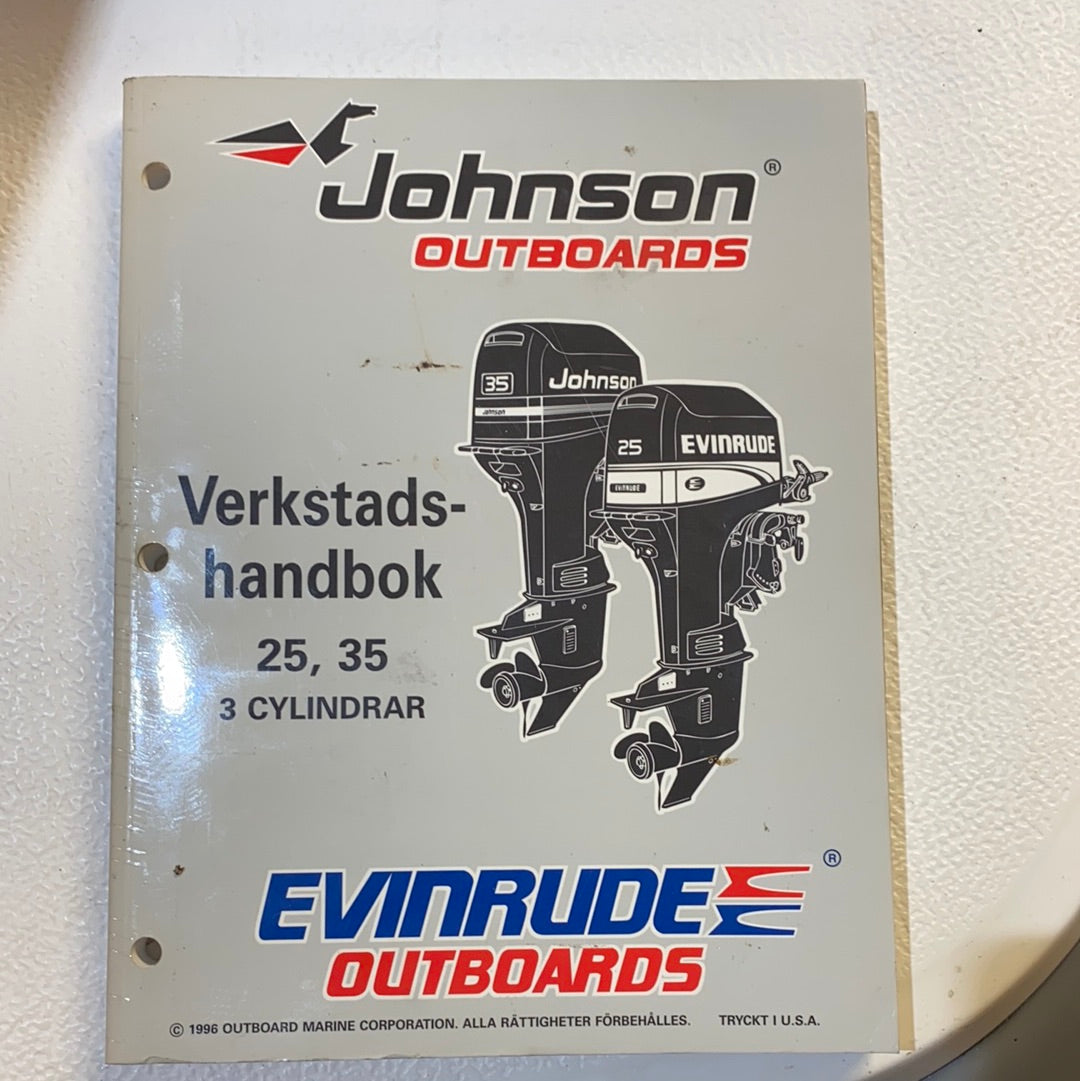 Johnson®
OUTBOARDS
35
Johnson
Johnson
25
EVINRUDE
EVINRUDE
Verkstads-
handbok
25, 35
3 CYLINDRAR
EVINRUDE®
OUTBOARDS
© 1996 OUTBOARD MARINE CORPORATION. ALLA RÄTTIGHETER FÖRBEHÅLLES. TRYCKT I U.S.A.